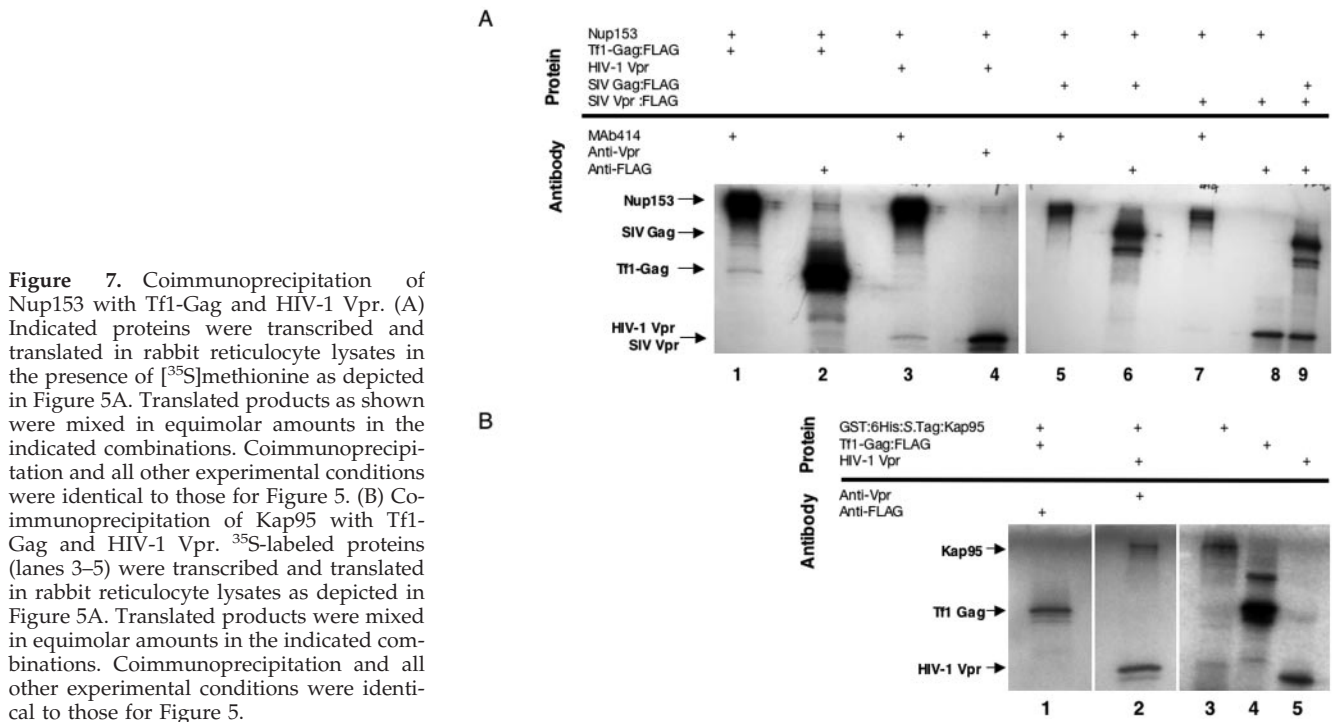 Figure 7. Coimmunoprecipitation of
Nup153 with Tf1-Gag and HIV-1 Vpr. (A)
Indicated proteins were transcribed and
translated in rabbit reticulocyte lysates in
the presence of [³⁵S]methionine as depicted
in Figure 5A. Translated products as shown
were mixed in equimolar amounts in the
indicated combinations. Coimmunoprecipi-
tation and all other experimental conditions
were identical to those for Figure 5. (B) Co-
immunoprecipitation of Kap95 with Tf1-
Gag and HIV-1 Vpr. ³⁵S-labeled proteins
(lanes 3–5) were transcribed and translated
in rabbit reticulocyte lysates as depicted in
Figure 5A. Translated products were mixed
in equimolar amounts in the indicated com-
binations. Coimmunoprecipitation and all
other experimental conditions were identi-
cal to those for Figure 5.
A
Protein
Nup153 + + + + + + + +
Tf1-Gag:FLAG + +
HIV-1 Vpr + +
SIV Gag:FLAG + + +
SIV Vpr :FLAG + + +
Antibody
MAb414 + + + +
Anti-Vpr +
Anti-FLAG + + + +
Nup153
SIV Gag
Tf1-Gag
HIV-1 Vpr
SIV Vpr
1 2 3 4 5 6 7 8 9
B
Protein
GST:6His:S.Tag:Kap95 + + +
Tf1-Gag:FLAG + +
HIV-1 Vpr + +
Antibody
Anti-Vpr +
Anti-FLAG +
Kap95
Tf1 Gag
HIV-1 Vpr
1 2 3 4 5